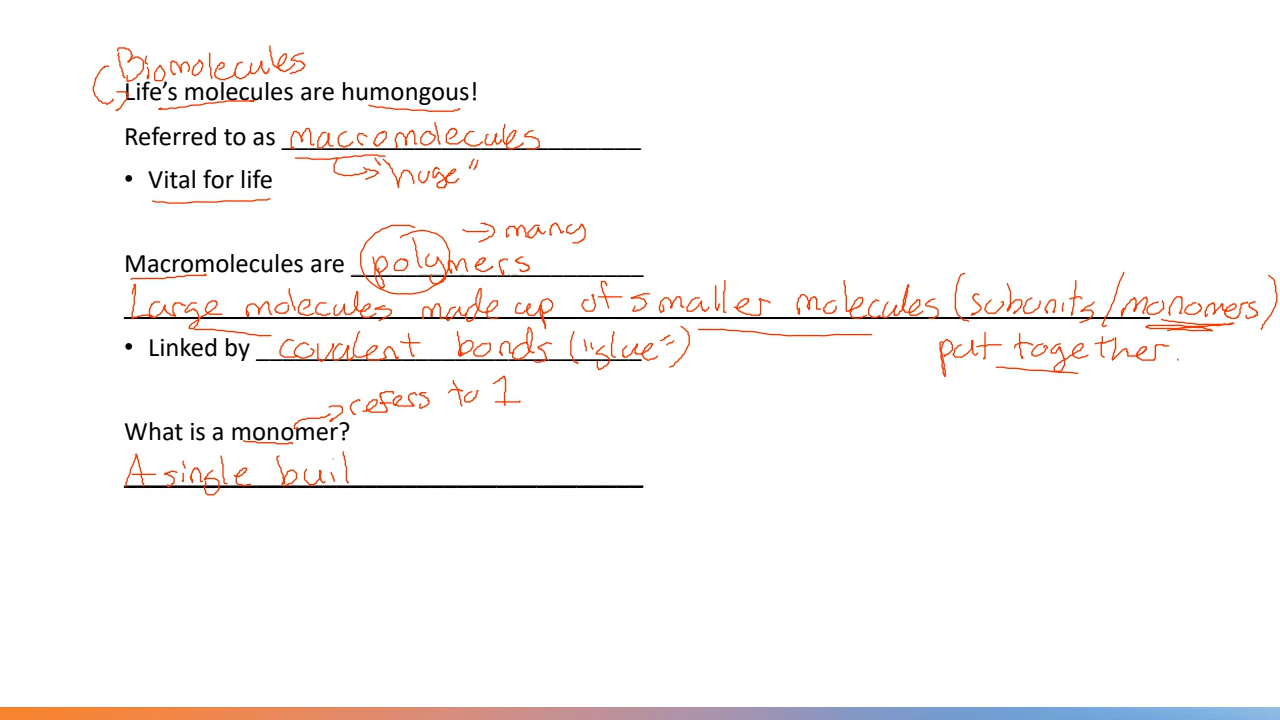 Biomolecules
Life's molecules are humongous!
Referred to as macromolecules
"huge"
• Vital for life
many
Macromolecules are polymers
Large molecules made up of smaller molecules (subunits/monomers)
put together.
• Linked by covalent bonds ("glue")
refers to 1
What is a monomer?
A single buil